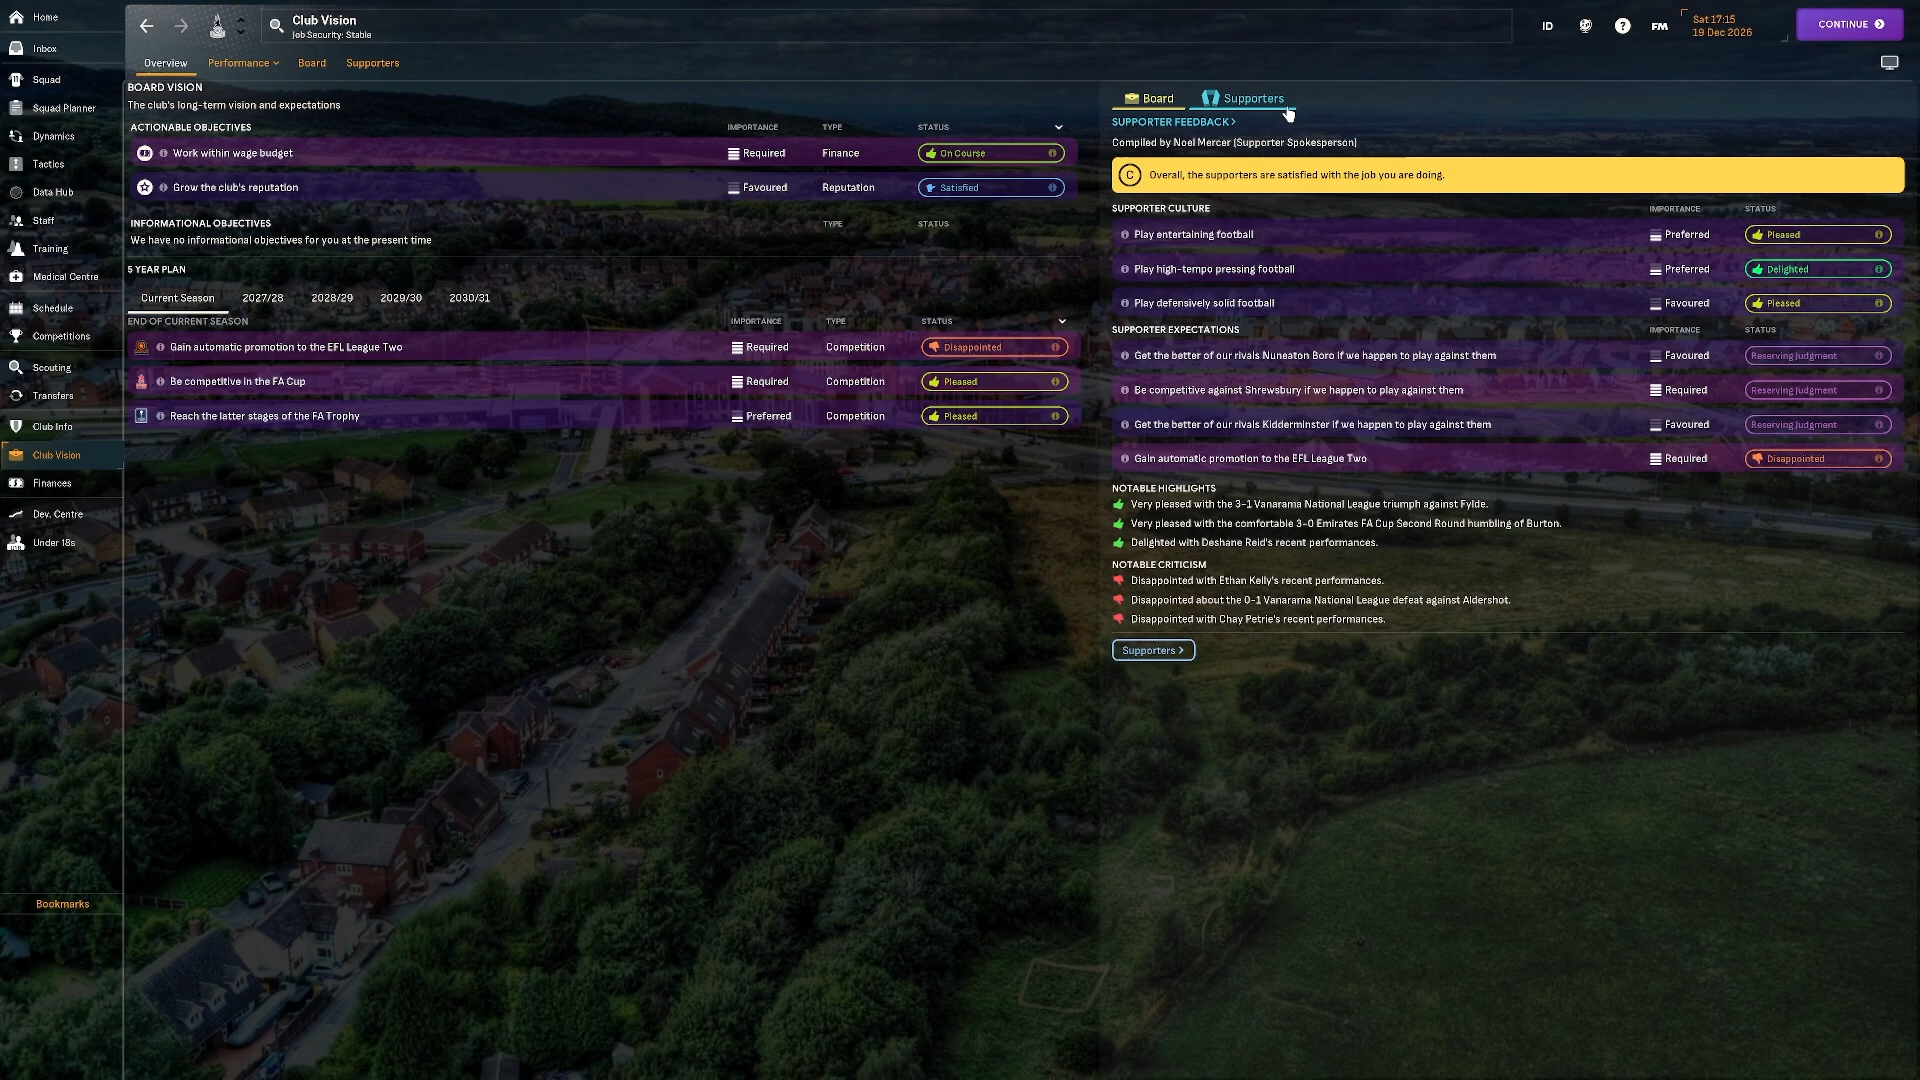 Home
Inbox
Squad
Squad Planner
Dynamics
Tactics
Data Hub
Staff
Training
Medical Centre
Schedule
Competitions
Scouting
Transfers
Club Info
Club Vision
Finances
Dev. Centre
Under 18s
Bookmarks
Club Vision
Job Security: Stable
ID
?
FM
Sat 17:15
19 Dec 2026
CONTINUE
Overview
Performance
Board
Supporters
BOARD VISION
The club's long-term vision and expectations
ACTIONABLE OBJECTIVES IMPORTANCE TYPE STATUS
Work within wage budget Required Finance On Course
Grow the club's reputation Favoured Reputation Satisfied
INFORMATIONAL OBJECTIVES TYPE STATUS
We have no informational objectives for you at the present time
5 YEAR PLAN
Current Season 2027/28 2028/29 2029/30 2030/31
END OF CURRENT SEASON IMPORTANCE TYPE STATUS
Gain automatic promotion to the EFL League Two Required Competition Disappointed
Be competitive in the FA Cup Required Competition Pleased
Reach the latter stages of the FA Trophy Preferred Competition Pleased
Board Supporters
SUPPORTER FEEDBACK >
Compiled by Noel Mercer (Supporter Spokesperson)
C Overall, the supporters are satisfied with the job you are doing.
SUPPORTER CULTURE IMPORTANCE STATUS
Play entertaining football Preferred Pleased
Play high-tempo pressing football Preferred Delighted
Play defensively solid football Favoured Pleased
SUPPORTER EXPECTATIONS IMPORTANCE STATUS
Get the better of our rivals Nuneaton Boro if we happen to play against them Favoured Reserving Judgment
Be competitive against Shrewsbury if we happen to play against them Required Reserving Judgment
Get the better of our rivals Kidderminster if we happen to play against them Favoured Reserving Judgment
Gain automatic promotion to the EFL League Two Required Disappointed
NOTABLE HIGHLIGHTS
Very pleased with the 3-1 Vanarama National League triumph against Fylde.
Very pleased with the comfortable 3-0 Emirates FA Cup Second Round humbling of Burton.
Delighted with Deshane Reid's recent performances.
NOTABLE CRITICISM
Disappointed with Ethan Kelly's recent performances.
Disappointed about the 0-1 Vanarama National League defeat against Aldershot.
Disappointed with Chay Petrie's recent performances.
Supporters >